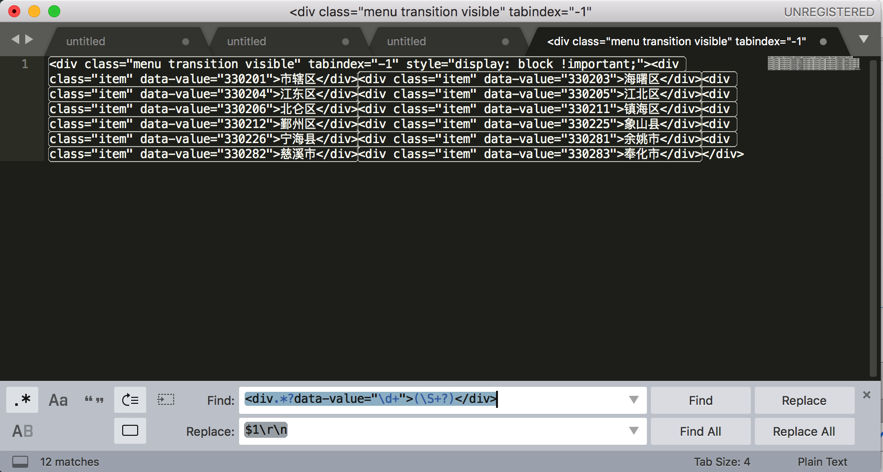 <div class="menu transition visible" tabindex="-1"
UNREGISTERED
untitled
untitled
untitled
<div class="menu transition visible" tabindex="-1"
1
<div class="menu transition visible" tabindex="-1" style="display: block !important;"><div
class="item" data-value="330201">市辖区</div><div class="item" data-value="330203">海曙区</div><div
class="item" data-value="330204">江东区</div><div class="item" data-value="330205">江北区</div><div
class="item" data-value="330206">北仑区</div><div class="item" data-value="330211">镇海区</div><div
class="item" data-value="330212">鄞州区</div><div class="item" data-value="330225">象山县</div><div
class="item" data-value="330226">宁海县</div><div class="item" data-value="330281">余姚市</div><div
class="item" data-value="330282">慈溪市</div><div class="item" data-value="330283">奉化市</div></div>
.*
Aa
“”
Find:
<div.*?data-value="\d+">(\S+?)</div>
Find
Replace
AB
Replace:
$1\r\n
Find All
Replace All
12 matches
Tab Size: 4
Plain Text